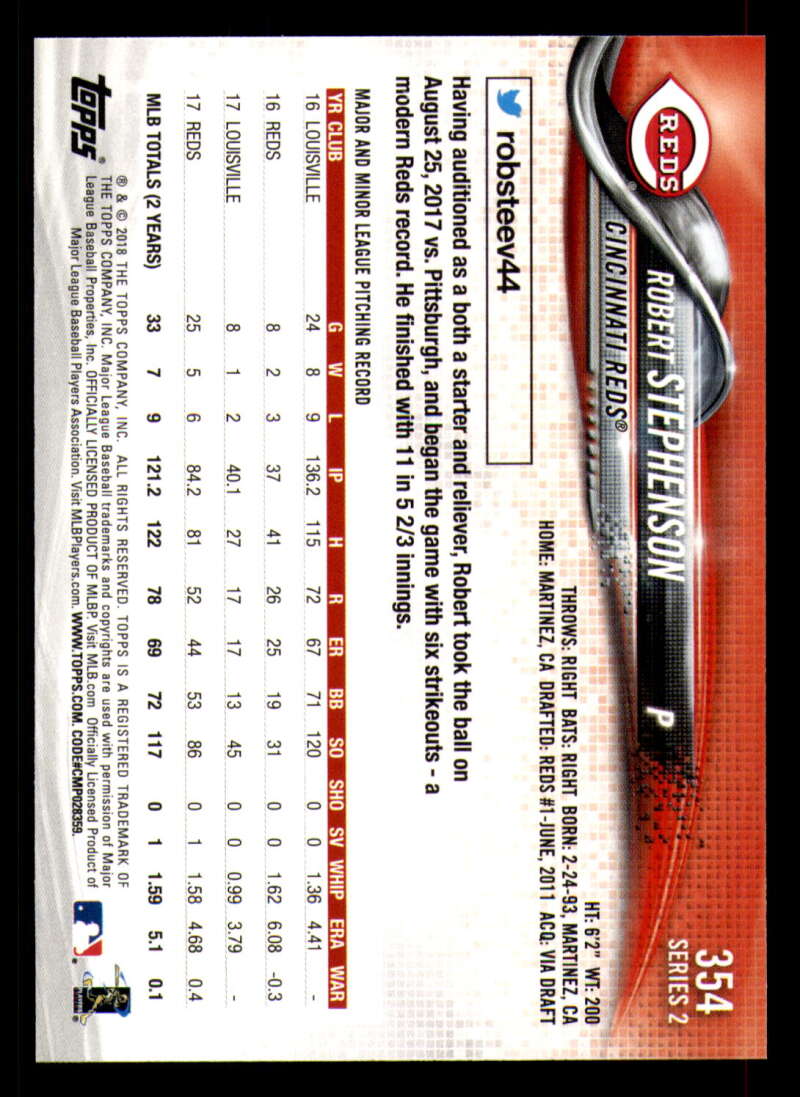 354
SERIES 2
REDS
ROBERT STEPHENSON P
CINCINNATI REDS®
HT: 6'2" WT: 200
THROWS: RIGHT BATS: RIGHT BORN: 2-24-93, MARTINEZ, CA
HOME: MARTINEZ, CA DRAFTED: REDS #1-JUNE, 2011 ACQ: VIA DRAFT
robsteev44
Having auditioned as a both a starter and reliever, Robert took the ball on
August 25, 2017 vs. Pittsburgh, and began the game with six strikeouts - a
modern Reds record. He finished with 11 in 5 2/3 innings.
MAJOR AND MINOR LEAGUE PITCHING RECORD
YR CLUB G W L IP H R ER BB SO SHO SV WHIP ERA WAR
16 LOUISVILLE 24 8 9 136.2 115 72 67 71 120 0 0 1.36 4.41 -
16 REDS 8 2 3 37 41 26 25 19 31 0 0 1.62 6.08 -0.3
17 LOUISVILLE 8 1 2 40.1 27 17 17 13 45 0 0 0.99 3.79 -
17 REDS 25 5 6 84.2 81 52 44 53 86 0 1 1.58 4.68 0.4
MLB TOTALS (2 YEARS) 33 7 9 121.2 122 78 69 72 117 0 1 1.59 5.1 0.1
topps®
® & © 2018 THE TOPPS COMPANY, INC. ALL RIGHTS RESERVED. TOPPS IS A REGISTERED TRADEMARK OF
THE TOPPS COMPANY, INC. Major League Baseball trademarks and copyrights are used with permission of Major
League Baseball Properties, Inc. OFFICIALLY LICENSED PRODUCT OF MLBP. Visit MLB.com Officially Licensed Product of
Major League Baseball Players Association. Visit MLBPlayers.com. WWW.TOPPS.COM. CODE#CMP028359.
PLAYERS